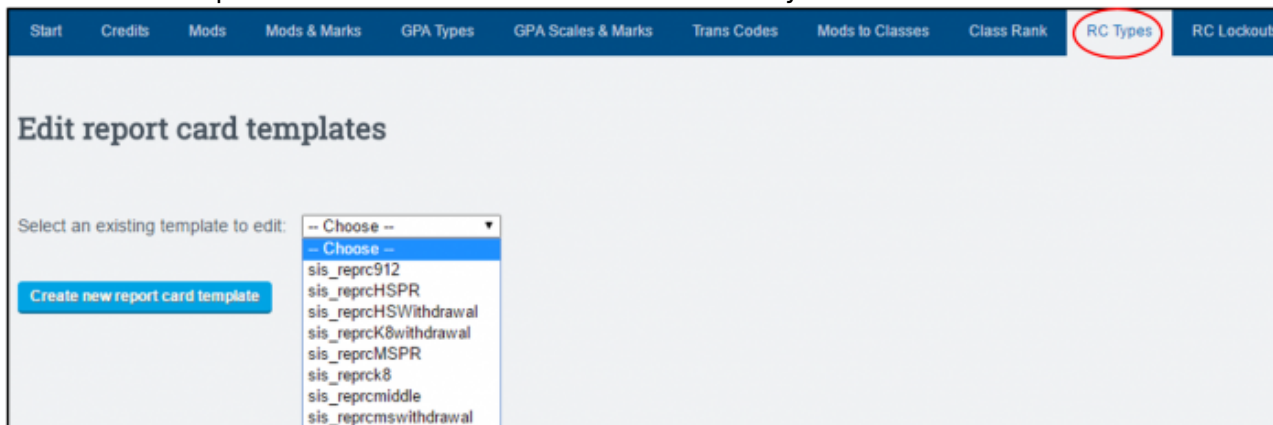 Start Credits Mods Mods & Marks GPA Types GPA Scales & Marks Trans Codes Mods to Classes Class Rank RC Types RC Lockouts
Edit report card templates
Select an existing template to edit: -- Choose --
-- Choose --
sis_reprc912
sis_reprcHSPR
Create new report card template
sis_reprcHSWithdrawal
sis_reprcK8withdrawal
sis_reprcMSPR
sis_reprck8
sis_reprcmiddle
sis_reprcmswithdrawal